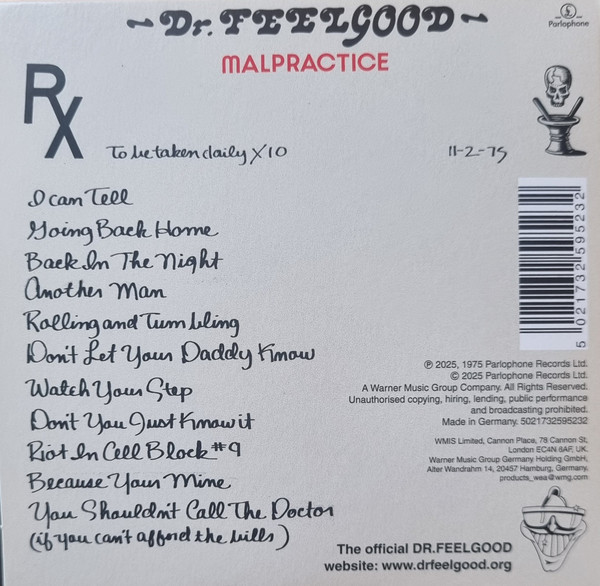 ~ Dr. FEELGOOD ~
Parlophone
MALPRACTICE
RX
To be taken daily X10
11-2-75
I can Tell
Going Back Home
Back In The Night
Another Man
Rolling and Tumbling
Don't Let Your Daddy Know
Watch Your Step
Don't You Just Know it
Riot In Cell Block #9
Because Your Mine
You Shouldn't Call The Doctor
(if you can't afford the bills)
5 021732 595232
℗ 2025, 1975 Parlophone Records Ltd.
© 2025 Parlophone Records Ltd.
A Warner Music Group Company. All Rights Reserved.
Unauthorised copying, hiring, lending, public performance
and broadcasting prohibited.
Made in Germany. 5021732595232
WMIS Limited, Cannon Place, 78 Cannon St,
London EC4N 6AF, UK.
Warner Music Group Germany Holding GmbH,
Alter Wandrahm 14, 20457 Hamburg, Germany,
products_wea@wmg.com
The official DR.FEELGOOD
website: www.drfeelgood.org